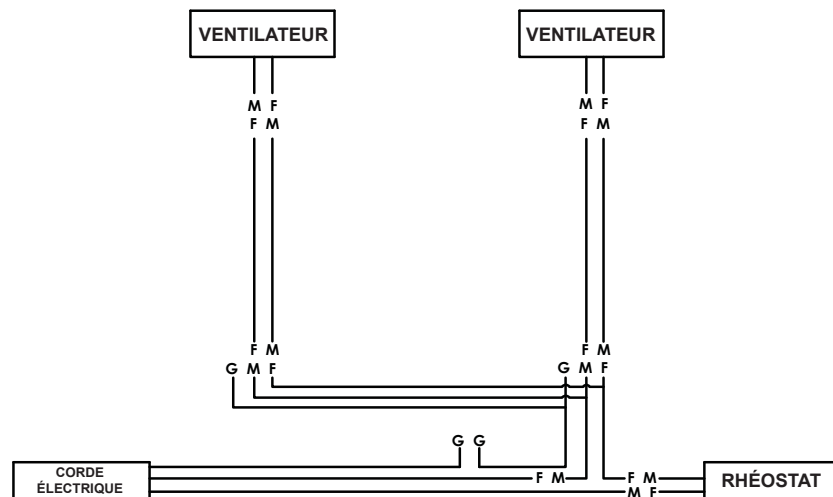 VENTILATEUR VENTILATEUR
M F M F
F M F M
F M F M
G M F G M F
G G
CORDE
ÉLECTRIQUE
F M F M
M F
RHÉOSTAT